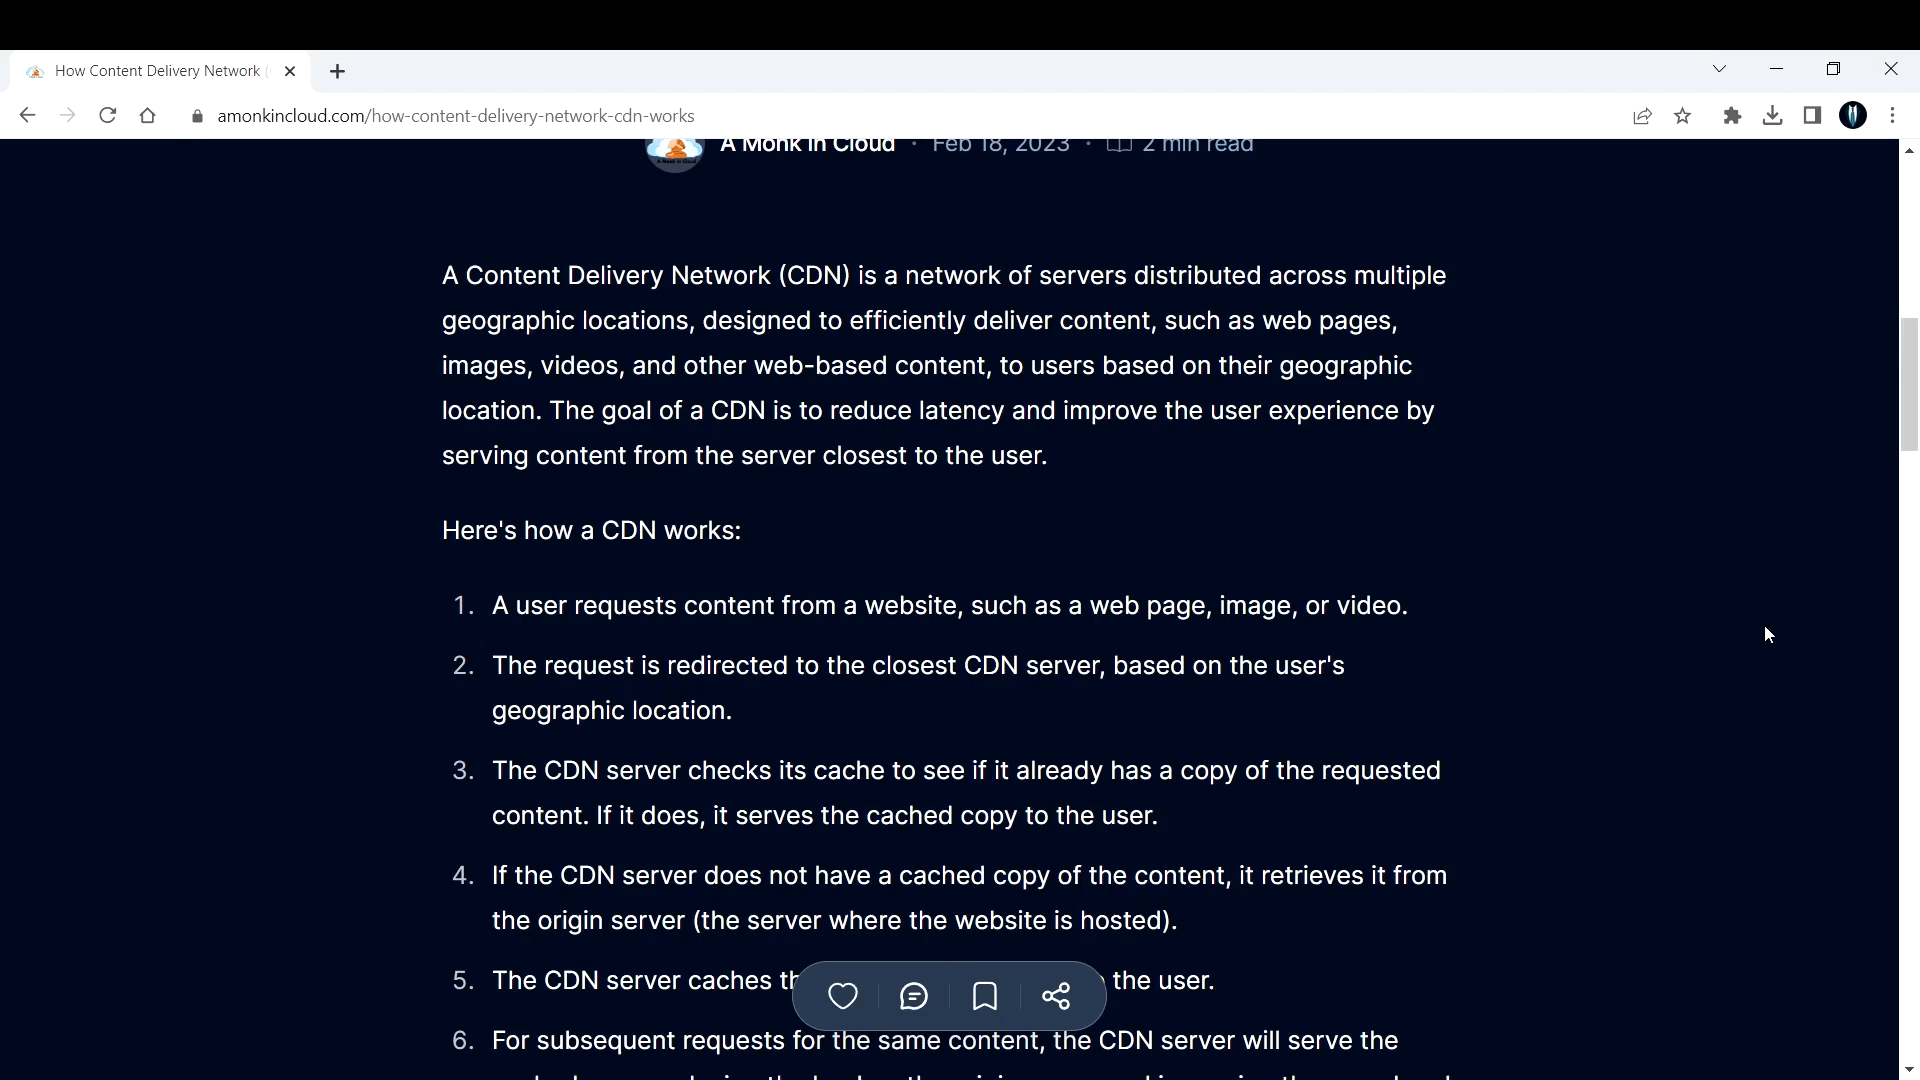 How Content Delivery Network
amonkincloud.com/how-content-delivery-network-cdn-works
A Monk in Cloud · Feb 18, 2023 · 2 min read
A Content Delivery Network (CDN) is a network of servers distributed across multiple
geographic locations, designed to efficiently deliver content, such as web pages,
images, videos, and other web-based content, to users based on their geographic
location. The goal of a CDN is to reduce latency and improve the user experience by
serving content from the server closest to the user.
Here's how a CDN works:
1. A user requests content from a website, such as a web page, image, or video.
2. The request is redirected to the closest CDN server, based on the user's
geographic location.
3. The CDN server checks its cache to see if it already has a copy of the requested
content. If it does, it serves the cached copy to the user.
4. If the CDN server does not have a cached copy of the content, it retrieves it from
the origin server (the server where the website is hosted).
5. The CDN server caches the user.
6. For subsequent requests for the same content, the CDN server will serve the